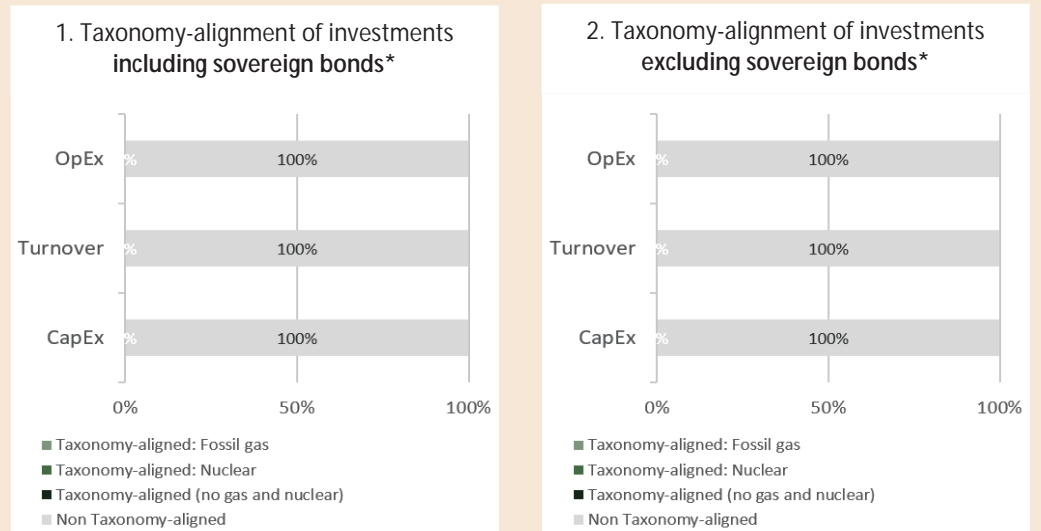 1. Taxonomy-alignment of investments
including sovereign bonds*
OpEx
%
100%
Turnover
%
100%
CapEx
%
100%
0%
50%
100%
Taxonomy-aligned: Fossil gas
Taxonomy-aligned: Nuclear
Taxonomy-aligned (no gas and nuclear)
Non Taxonomy-aligned
2. Taxonomy-alignment of investments
excluding sovereign bonds*
OpEx
%
100%
Turnover
%
100%
CapEx
%
100%
0%
50%
100%
Taxonomy-aligned: Fossil gas
Taxonomy-aligned: Nuclear
Taxonomy-aligned (no gas and nuclear)
Non Taxonomy-aligned